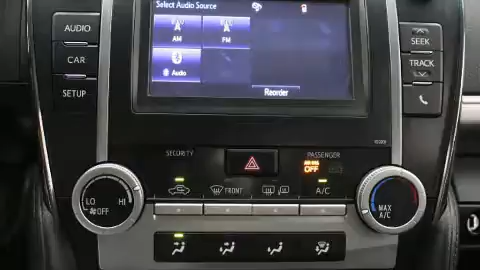 Select Audio Source
AUDIO
CAR
SETUP
AM
FM
Audio
Reorder
SEEK
TRACK
SECURITY
PASSENGER
AIR BAG
OFF
FRONT
A/C
LO
HI
OFF
MAX
A/C